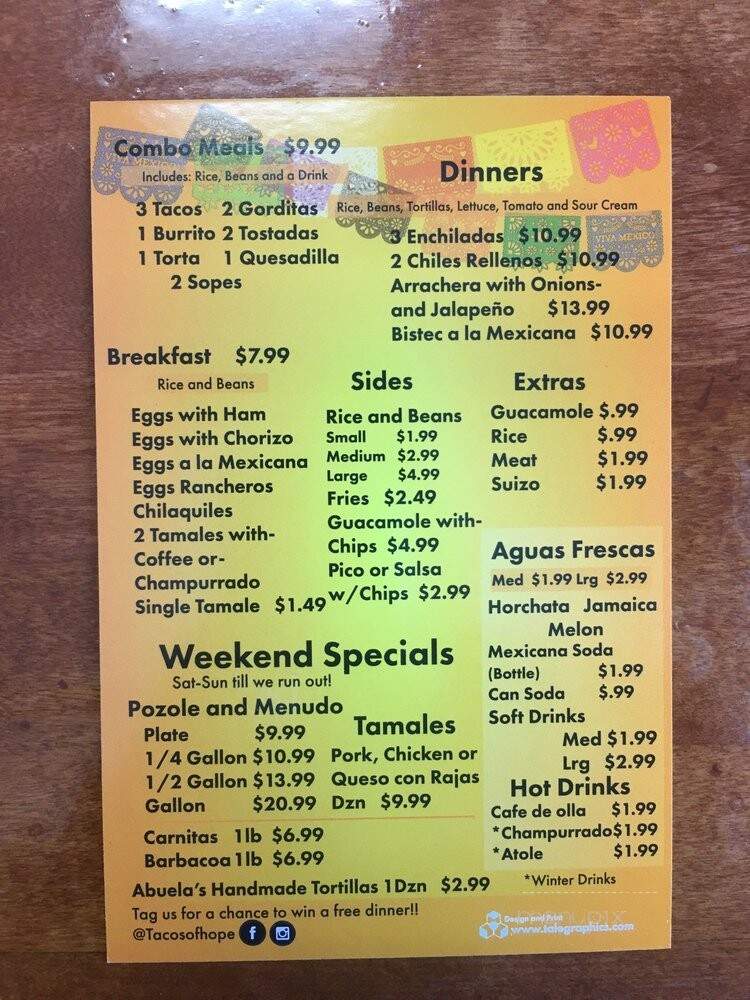 Combo Meals $9.99
Includes: Rice, Beans and a Drink
3 Tacos 2 Gorditas
1 Burrito 2 Tostadas
1 Torta 1 Quesadilla
2 Sopes
Dinners
Rice, Beans, Tortillas, Lettuce, Tomato and Sour Cream
3 Enchiladas $10.99
2 Chiles Rellenos $10.99
Arrachera with Onions-
and Jalapeño $13.99
Bistec a la Mexicana $10.99
VIVA MEXICO
Breakfast $7.99
Rice and Beans
Eggs with Ham
Eggs with Chorizo
Eggs a la Mexicana
Eggs Rancheros
Chilaquiles
2 Tamales with-
Coffee or-
Champurrado
Single Tamale $1.49
Sides
Rice and Beans
Small $1.99
Medium $2.99
Large $4.99
Fries $2.49
Guacamole with-
Chips $4.99
Pico or Salsa
w/Chips $2.99
Extras
Guacamole $.99
Rice $.99
Meat $1.99
Suizo $1.99
Aguas Frescas
Med $1.99 Lrg $2.99
Horchata Jamaica
Melon
Mexicana Soda
(Bottle) $1.99
Can Soda $.99
Soft Drinks
Med $1.99
Lrg $2.99
Hot Drinks
Cafe de olla $1.99
*Champurrado $1.99
*Atole $1.99
*Winter Drinks
Weekend Specials
Sat-Sun till we run out!
Pozole and Menudo
Plate $9.99
1/4 Gallon $10.99
1/2 Gallon $13.99
Gallon $20.99
Tamales
Pork, Chicken or
Queso con Rajas
Dzn $9.99
Carnitas 1lb $6.99
Barbacoa 1lb $6.99
Abuela's Handmade Tortillas 1Dzn $2.99
Tag us for a chance to win a free dinner!!
@Tacosofhope
Design and Print
www.talographics.com